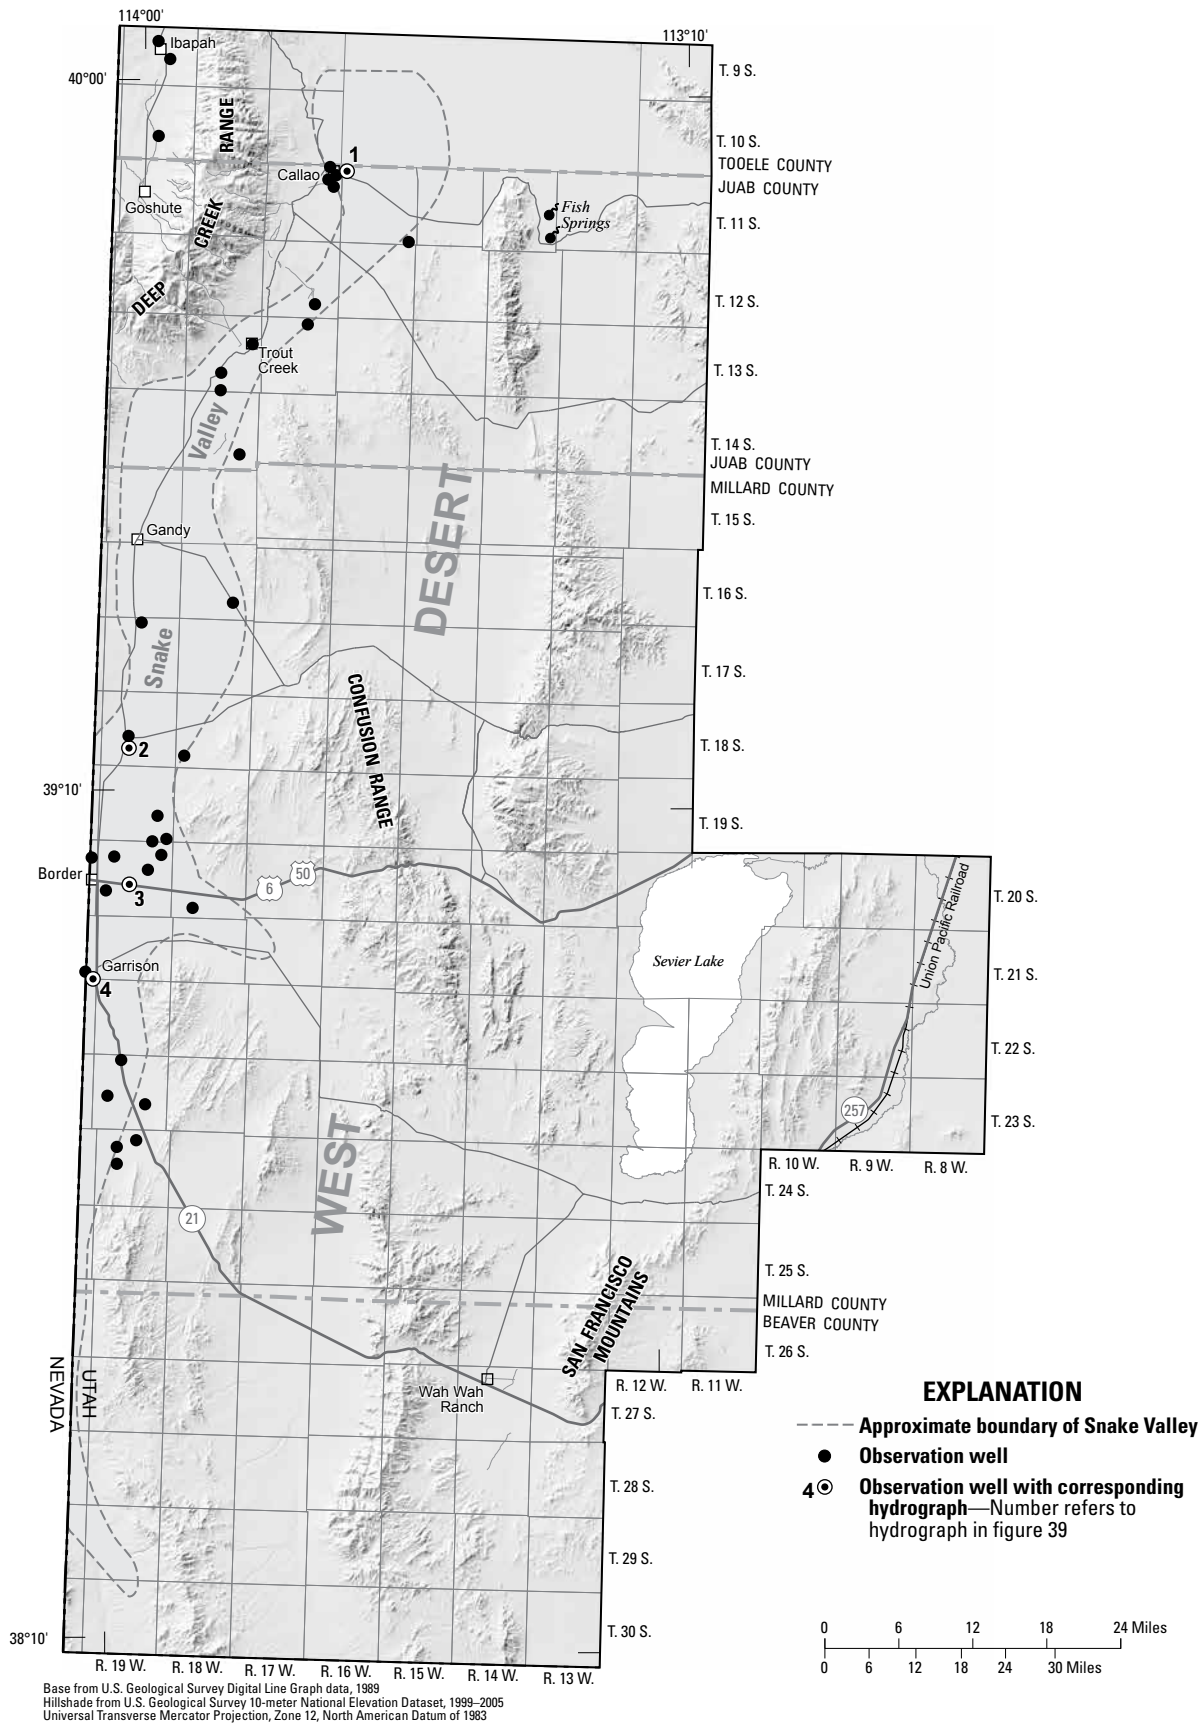 114°00'
113°10'
Ibapah
T. 9 S.
40°00'
RANGE
T. 10 S.
1
TOOELE COUNTY
Callao
JUAB COUNTY
Goshute
Fish
Springs
T. 11 S.
CREEK
DEEP
T. 12 S.
Trout
Creek
T. 13 S.
Valley
T. 14 S.
JUAB COUNTY
MILLARD COUNTY
DESERT
T. 15 S.
Gandy
T. 16 S.
Snake
T. 17 S.
CONFUSION RANGE
2
T. 18 S.
39°10'
T. 19 S.
Border
50
6
3
T. 20 S.
Union Pacific Railroad
Garrison
Sevier Lake
T. 21 S.
4
T. 22 S.
257
T. 23 S.
WEST
R. 10 W.
R. 9 W.
R. 8 W.
T. 24 S.
21
T. 25 S.
SAN FRANCISCO
MOUNTAINS
MILLARD COUNTY
BEAVER COUNTY
T. 26 S.
NEVADA
UTAH
Wah Wah
Ranch
R. 12 W.
R. 11 W.
T. 27 S.
T. 28 S.
T. 29 S.
T. 30 S.
38°10'
R. 19 W.
R. 18 W.
R. 17 W.
R. 16 W.
R. 15 W.
R. 14 W.
R. 13 W.
EXPLANATION
Approximate boundary of Snake Valley
Observation well
4 Observation well with corresponding
hydrograph—Number refers to
hydrograph in figure 39
0 6 12 18 24 Miles
0 6 12 18 24 30 Miles
Base from U.S. Geological Survey Digital Line Graph data, 1989
Hillshade from U.S. Geological Survey 10-meter National Elevation Dataset, 1999–2005
Universal Transverse Mercator Projection, Zone 12, North American Datum of 1983